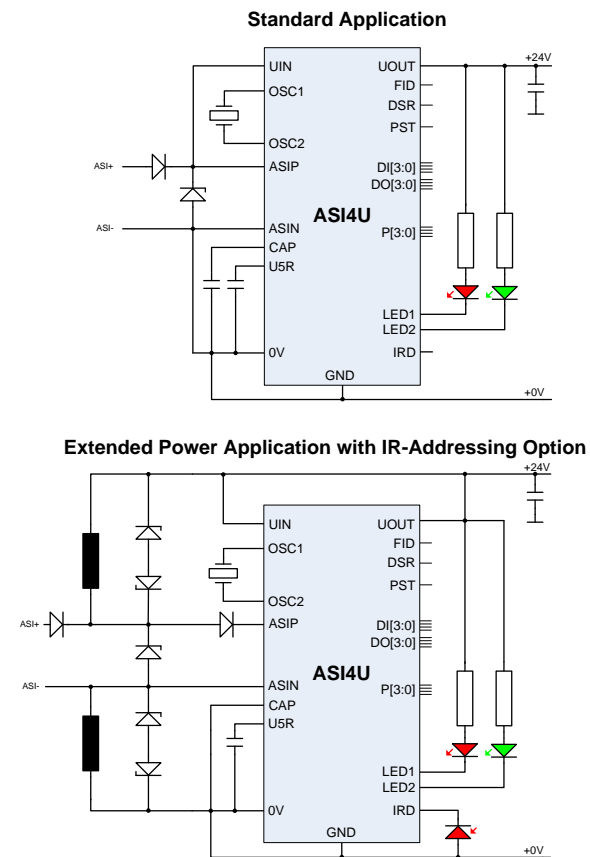 Standard Application
+24V
UIN
UOUT
FID
OSC1
DSR
PST
OSC2
ASI+
ASIP
DI[3:0]
DO[3:0]
ASI4U
ASI-
ASIN
P[3:0]
CAP
U5R
LED1
LED2
0V
IRD
GND
+0V
Extended Power Application with IR-Addressing Option
+24V
UIN
UOUT
FID
OSC1
DSR
PST
OSC2
ASI+
ASIP
DI[3:0]
DO[3:0]
ASI4U
ASI-
ASIN
P[3:0]
CAP
U5R
LED1
LED2
0V
IRD
GND
+0V